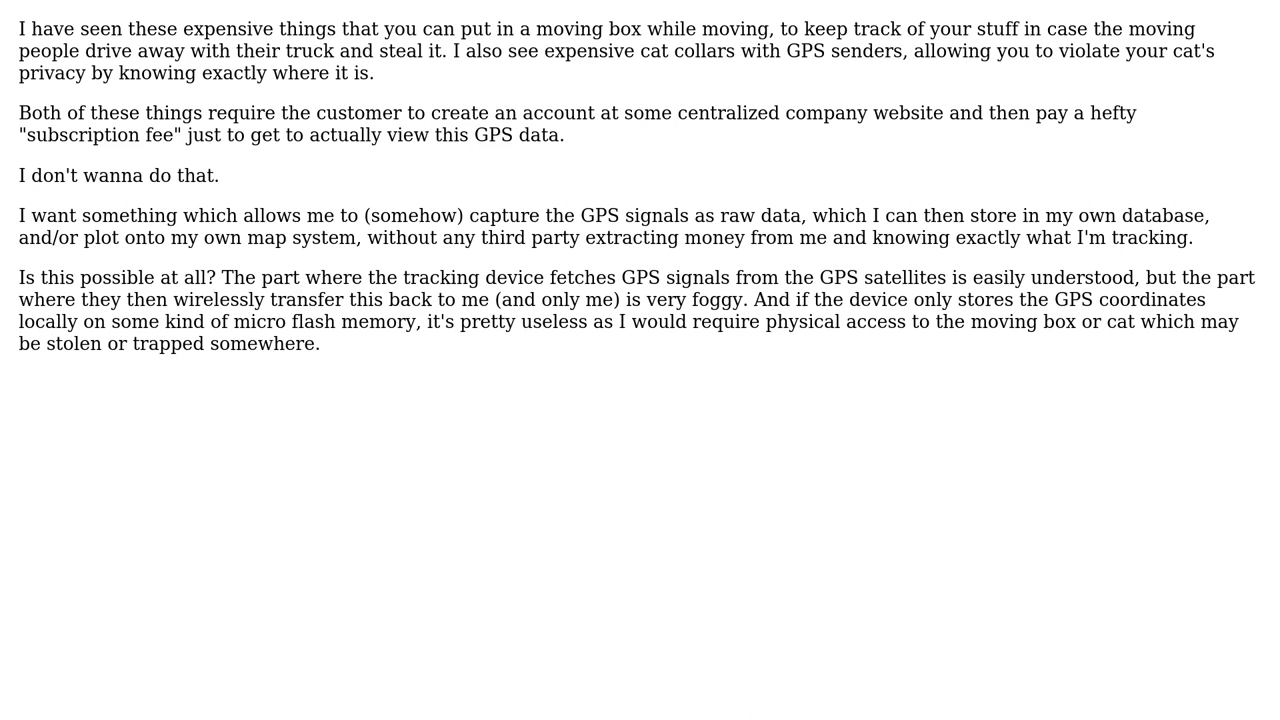 I have seen these expensive things that you can put in a moving box while moving, to keep track of your stuff in case the moving
people drive away with their truck and steal it. I also see expensive cat collars with GPS senders, allowing you to violate your cat's
privacy by knowing exactly where it is.
Both of these things require the customer to create an account at some centralized company website and then pay a hefty
"subscription fee" just to get to actually view this GPS data.
I don't wanna do that.
I want something which allows me to (somehow) capture the GPS signals as raw data, which I can then store in my own database,
and/or plot onto my own map system, without any third party extracting money from me and knowing exactly what I'm tracking.
Is this possible at all? The part where the tracking device fetches GPS signals from the GPS satellites is easily understood, but the part
where they then wirelessly transfer this back to me (and only me) is very foggy. And if the device only stores the GPS coordinates
locally on some kind of micro flash memory, it's pretty useless as I would require physical access to the moving box or cat which may
be stolen or trapped somewhere.